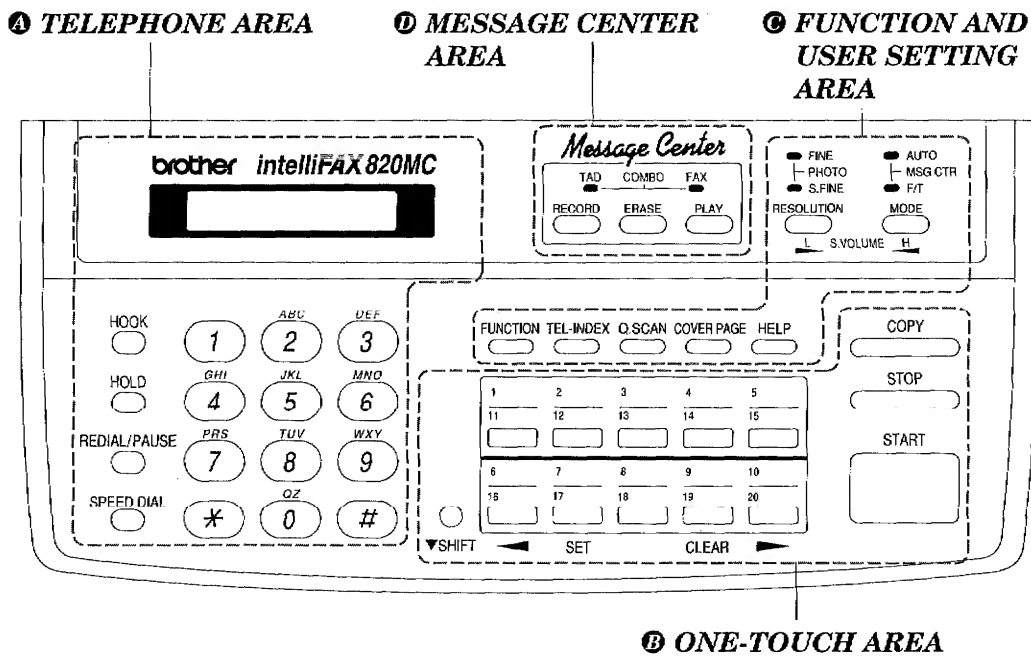 A TELEPHONE AREA
D MESSAGE CENTER
AREA
C FUNCTION AND
USER SETTING
AREA
brother intelliFAX 820MC
Message Center
TAD COMBO FAX
RECORD ERASE PLAY
FINE
PHOTO
S.FINE
RESOLUTION
AUTO
MSG CTR
F/T
MODE
L S.VOLUME H
HOOK
HOLD
REDIAL/PAUSE
SPEED DIAL
1
ABC
2
DEF
3
GHI
4
JKL
5
MNO
6
PRS
7
TUV
8
WXY
9
*
QZ
0
#
FUNCTION TEL-INDEX Q.SCAN COVER PAGE HELP
1 2 3 4 5
11 12 13 14 15
6 7 8 9 10
16 17 18 19 20
▼SHIFT ◄ SET CLEAR ►
COPY
STOP
START
B ONE-TOUCH AREA